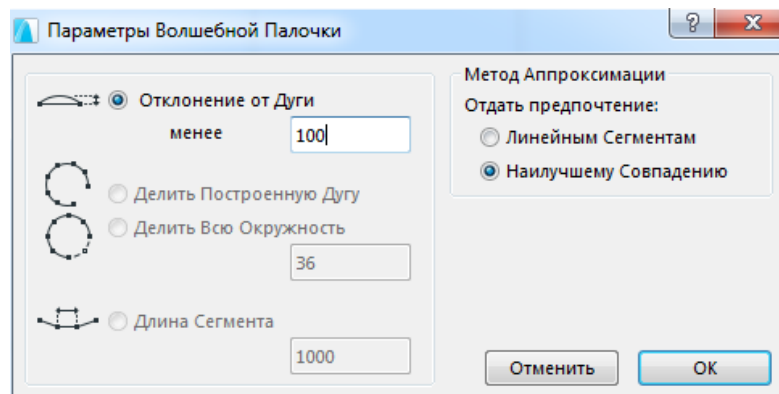 Параметры Волшебной Палочки
Отклонение от Дуги
менее
100
Делить Построенную Дугу
Делить Всю Окружность
36
Длина Сегмента
1000
Метод Аппроксимации
Отдать предпочтение:
Линейным Сегментам
Наилучшему Совпадению
Отменить
OK